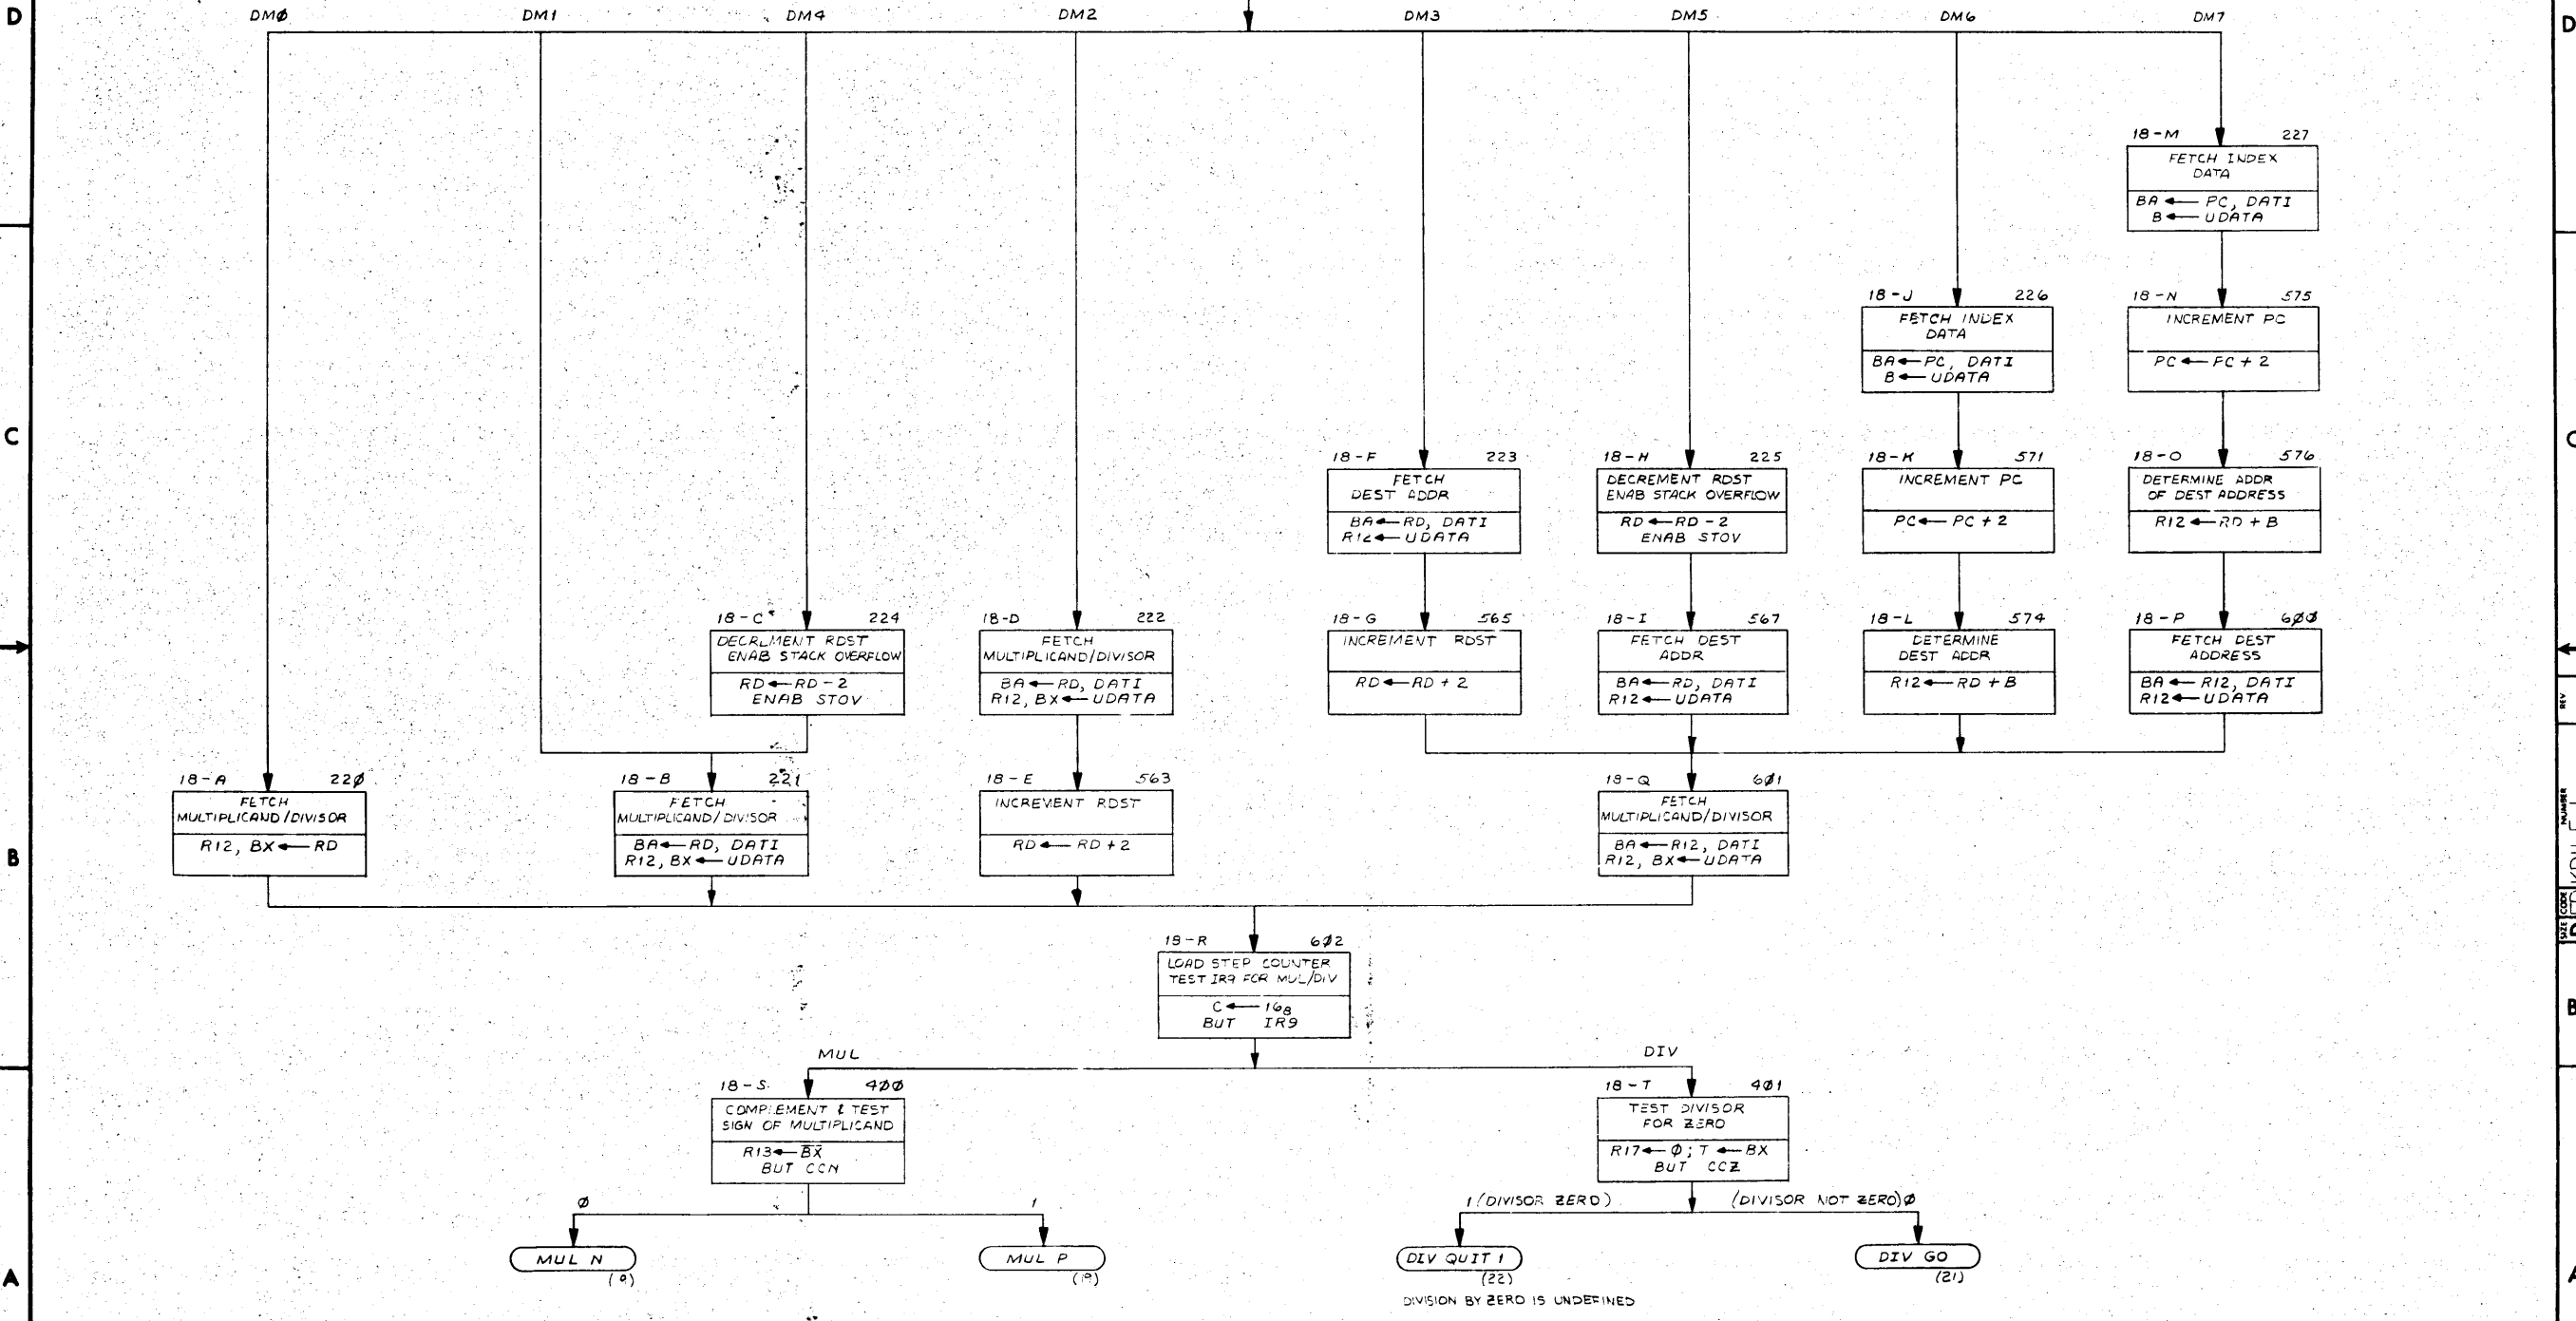 D DMØ DM1 DM4 DM2 DM3 DM5 DM6 DM7 D
18-M 227
FETCH INDEX
DATA
BA ← PC, DATI
B ← UDATA
18-J 226
FETCH INDEX
DATA
BA ← PC, DATI
B ← UDATA
18-N 575
INCREMENT PC
PC ← PC + 2
C
C
18-F 223
FETCH
DEST ADDR
BA ← RD, DATI
R12 ← UDATA
18-H 225
DECREMENT RDST
ENAB STACK OVERFLOW
RD ← RD - 2
ENAB STOV
18-K 571
INCREMENT PC
PC ← PC + 2
18-O 576
DETERMINE ADDR
OF DEST ADDRESS
R12 ← RD + B
18-C 224
DECREMENT RDST
ENAB STACK OVERFLOW
RD ← RD - 2
ENAB STOV
18-D 222
FETCH
MULTIPLICAND/DIVISOR
BA ← RD, DATI
R12, BX ← UDATA
18-G 565
INCREMENT RDST
RD ← RD + 2
18-I 567
FETCH DEST
ADDR
BA ← RD, DATI
R12 ← UDATA
18-L 574
DETERMINE
DEST ADDR
R12 ← RD + B
18-P 6ØØ
FETCH DEST
ADDRESS
BA ← R12, DATI
R12 ← UDATA
REV
18-A 22Ø
FETCH
MULTIPLICAND/DIVISOR
R12, BX ← RD
18-B 221
FETCH
MULTIPLICAND/DIVISOR
BA ← RD, DATI
R12, BX ← UDATA
18-E 563
INCREMENT RDST
RD ← RD + 2
18-Q 6Ø1
FETCH
MULTIPLICAND/DIVISOR
BA ← R12, DATI
R12, BX ← UDATA
NUMBER
SIZE CODE
B
18-R 6Ø2
LOAD STEP COUNTER
TEST IR9 FOR MUL/DIV
C ← 16₈
BUT IR9
B
MUL DIV
18-S 4ØØ
COMPLEMENT & TEST
SIGN OF MULTIPLICAND
R13 ← B̅X̅
BUT CCN
18-T 4Ø1
TEST DIVISOR
FOR ZERO
R17 ← Ø; T ← BX
BUT CCZ
Ø 1
1 (DIVISOR ZERO) (DIVISOR NOT ZERO) Ø
MUL N
MUL P
(19)
DIV QUIT 1
(22)
DIV GO
(21)
A
A
DIVISION BY ZERO IS UNDEFINED